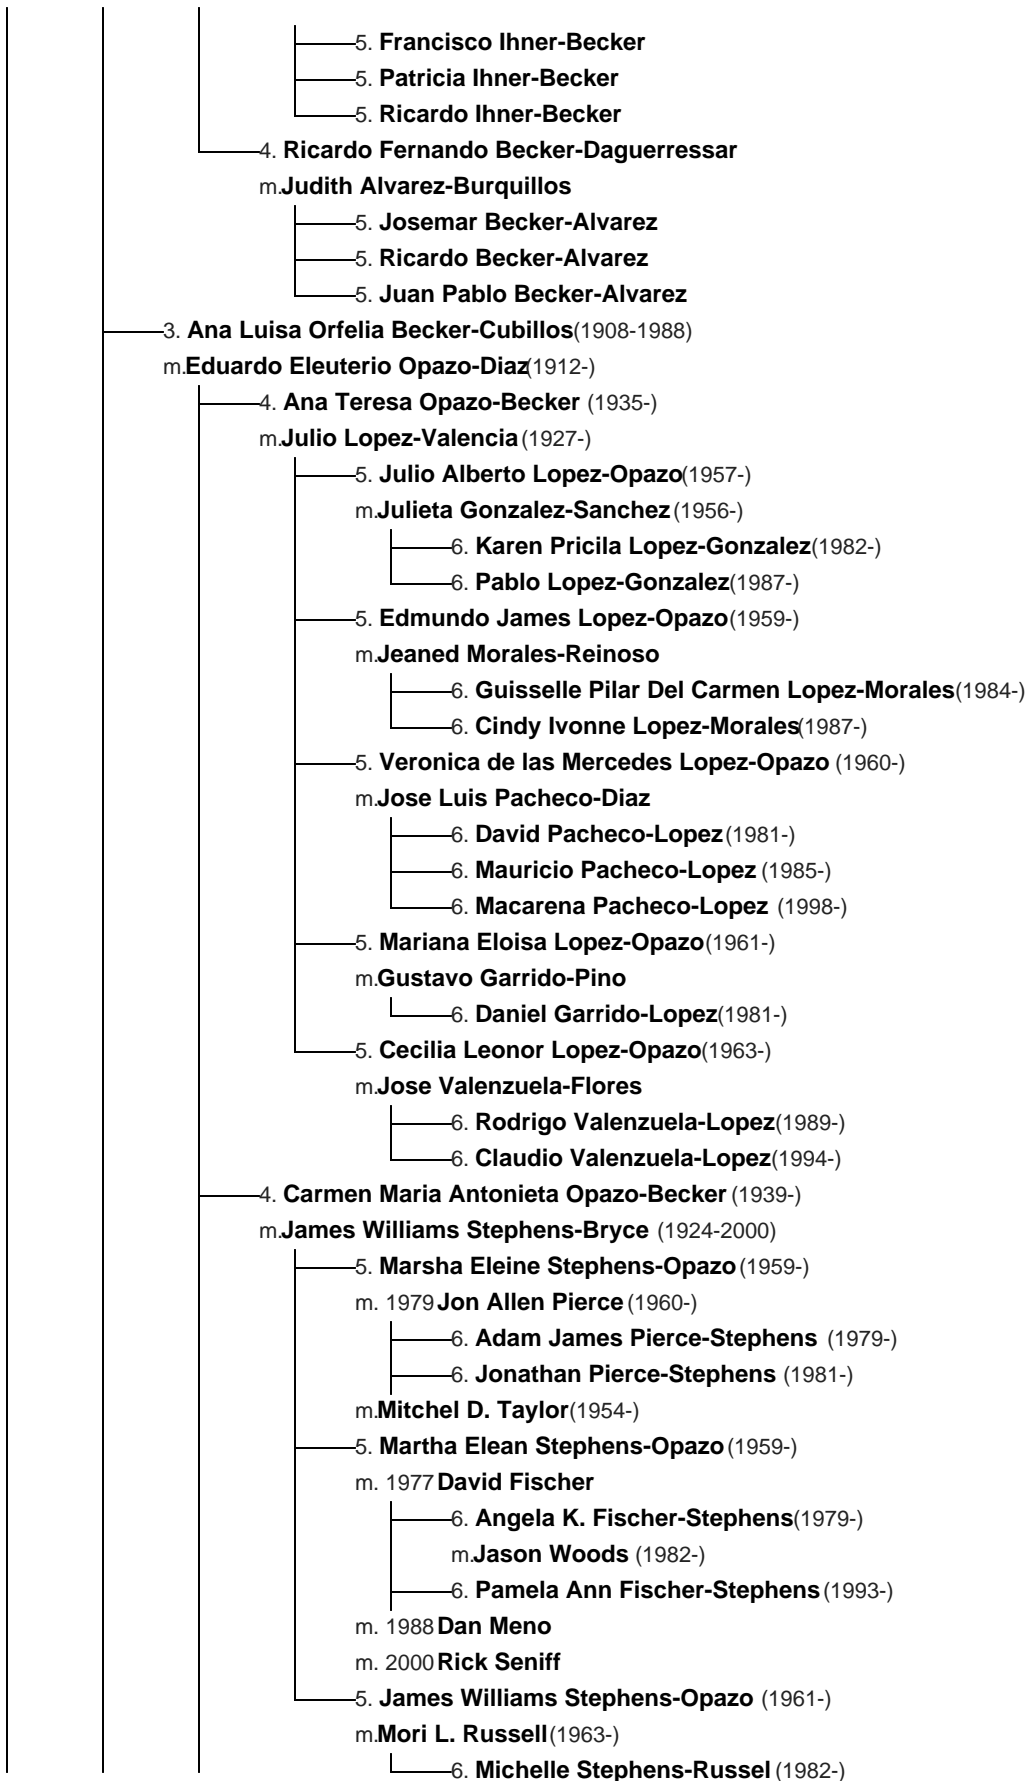 5. Francisco Ihner-Becker
5. Patricia Ihner-Becker
5. Ricardo Ihner-Becker
4. Ricardo Fernando Becker-Daguerressar
m.Judith Alvarez-Burquillos
5. Josemar Becker-Alvarez
5. Ricardo Becker-Alvarez
5. Juan Pablo Becker-Alvarez
3. Ana Luisa Orfelia Becker-Cubillos(1908-1988)
m.Eduardo Eleuterio Opazo-Diaz(1912-)
4. Ana Teresa Opazo-Becker (1935-)
m.Julio Lopez-Valencia(1927-)
5. Julio Alberto Lopez-Opazo(1957-)
m.Julieta Gonzalez-Sanchez(1956-)
6. Karen Pricila Lopez-Gonzalez(1982-)
6. Pablo Lopez-Gonzalez(1987-)
5. Edmundo James Lopez-Opazo(1959-)
m.Jeaned Morales-Reinoso
6. Guisselle Pilar Del Carmen Lopez-Morales(1984-)
6. Cindy Ivonne Lopez-Morales(1987-)
5. Veronica de las Mercedes Lopez-Opazo (1960-)
m.Jose Luis Pacheco-Diaz
6. David Pacheco-Lopez(1981-)
6. Mauricio Pacheco-Lopez (1985-)
6. Macarena Pacheco-Lopez (1998-)
5. Mariana Eloisa Lopez-Opazo(1961-)
m.Gustavo Garrido-Pino
6. Daniel Garrido-Lopez(1981-)
5. Cecilia Leonor Lopez-Opazo(1963-)
m.Jose Valenzuela-Flores
6. Rodrigo Valenzuela-Lopez(1989-)
6. Claudio Valenzuela-Lopez(1994-)
4. Carmen Maria Antonieta Opazo-Becker (1939-)
m.James Williams Stephens-Bryce (1924-2000)
5. Marsha Eleine Stephens-Opazo (1959-)
m. 1979 Jon Allen Pierce (1960-)
6. Adam James Pierce-Stephens (1979-)
6. Jonathan Pierce-Stephens (1981-)
m.Mitchel D. Taylor(1954-)
5. Martha Elean Stephens-Opazo (1959-)
m. 1977 David Fischer
6. Angela K. Fischer-Stephens(1979-)
m.Jason Woods (1982-)
6. Pamela Ann Fischer-Stephens (1993-)
m. 1988 Dan Meno
m. 2000 Rick Seniff
5. James Williams Stephens-Opazo (1961-)
m.Mori L. Russell(1963-)
6. Michelle Stephens-Russel (1982-)